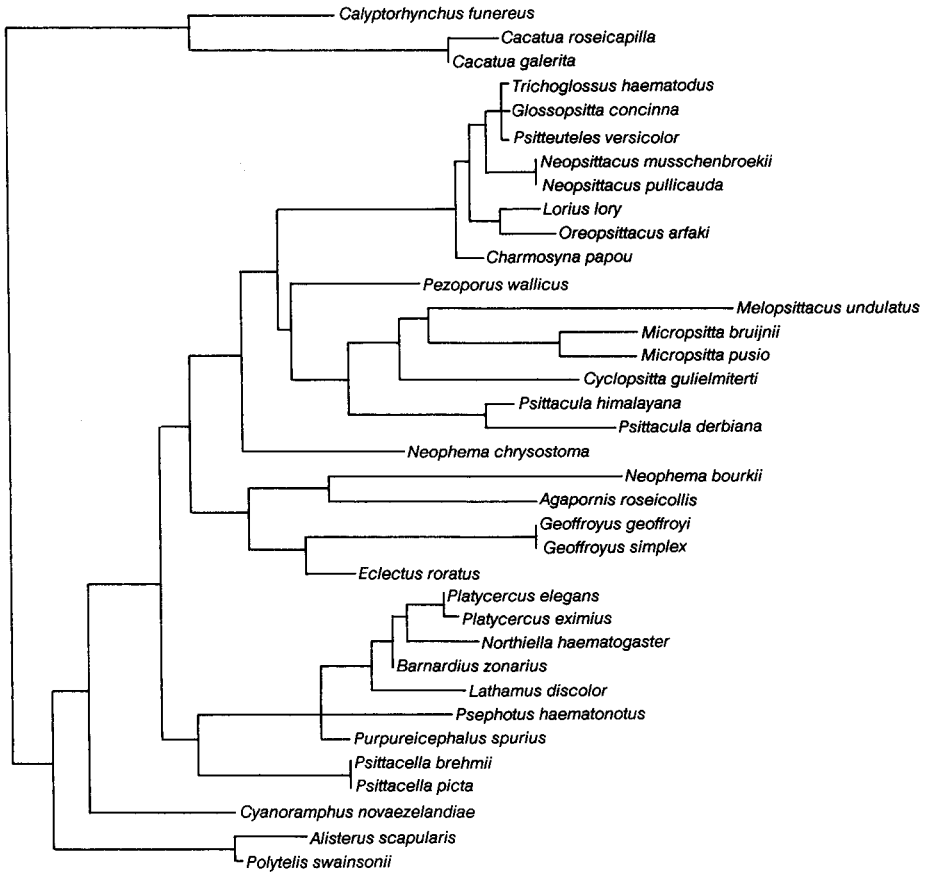 Calyptorhynchus funereus
Cacatua roseicapilla
Cacatua galerita
Trichoglossus haematodus
Glossopsitta concinna
Psitteuteles versicolor
Neopsittacus musschenbroekii
Neopsittacus pullicauda
Lorius lory
Oreopsittacus arfaki
Charmosyna papou
Pezoporus wallicus
Melopsittacus undulatus
Micropsitta bruijnii
Micropsitta pusio
Cyclopsitta gulielmiterti
Psittacula himalayana
Psittacula derbiana
Neophema chrysostoma
Neophema bourkii
Agapornis roseicollis
Geoffroyus geoffroyi
Geoffroyus simplex
Eclectus roratus
Platycercus elegans
Platycercus eximius
Northiella haematogaster
Barnardius zonarius
Lathamus discolor
Psephotus haematonotus
Purpureicephalus spurius
Psittacella brehmii
Psittacella picta
Cyanoramphus novaezelandiae
Alisterus scapularis
Polytelis swainsonii